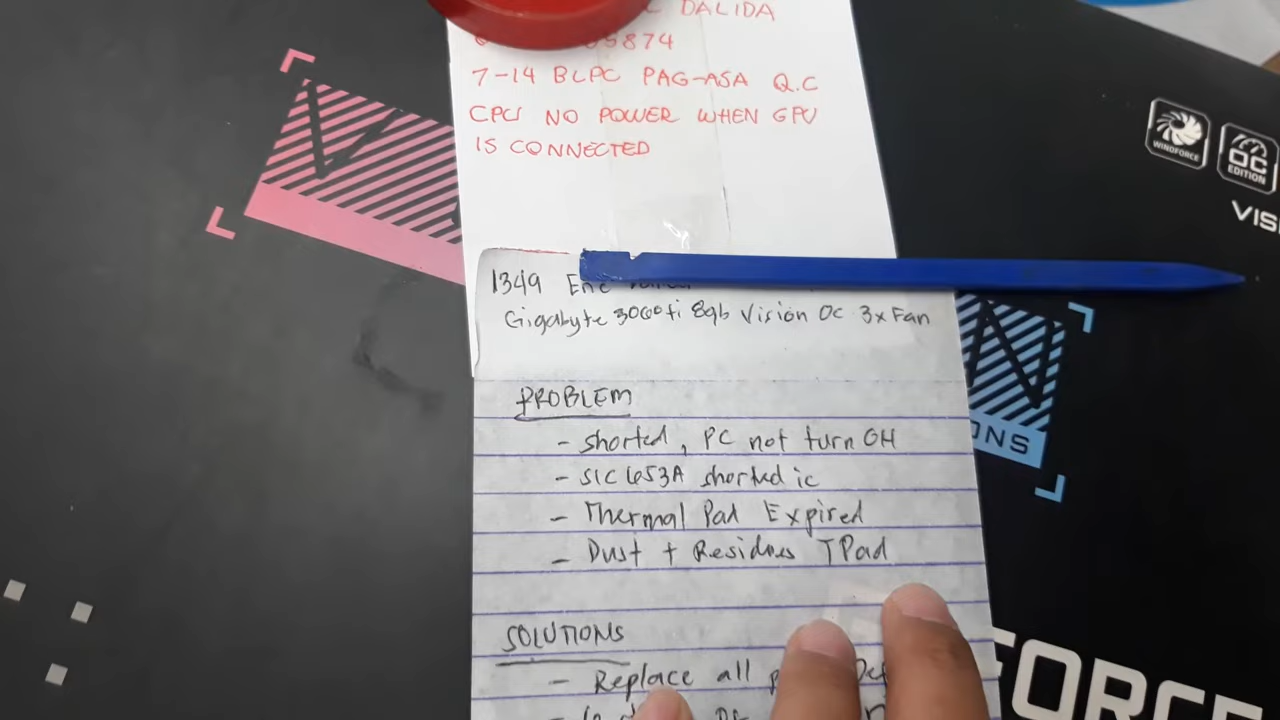 DALIDA
5874
7-14 BLPC PAG-ASA Q.C
CPU NO POWER WHEN GPU
IS CONNECTED
1349
Gigabyte 3060ti 8gb Vision OC 3xFan
PROBLEM
- shorted, PC not turn ON
- SIC653A shorted ic
- Thermal Pad Expired
- Dust + Residues TPad
SOLUTIONS
- Replace all
WINDFORCE
OC
EDITION
VIS
ONS
FORCE